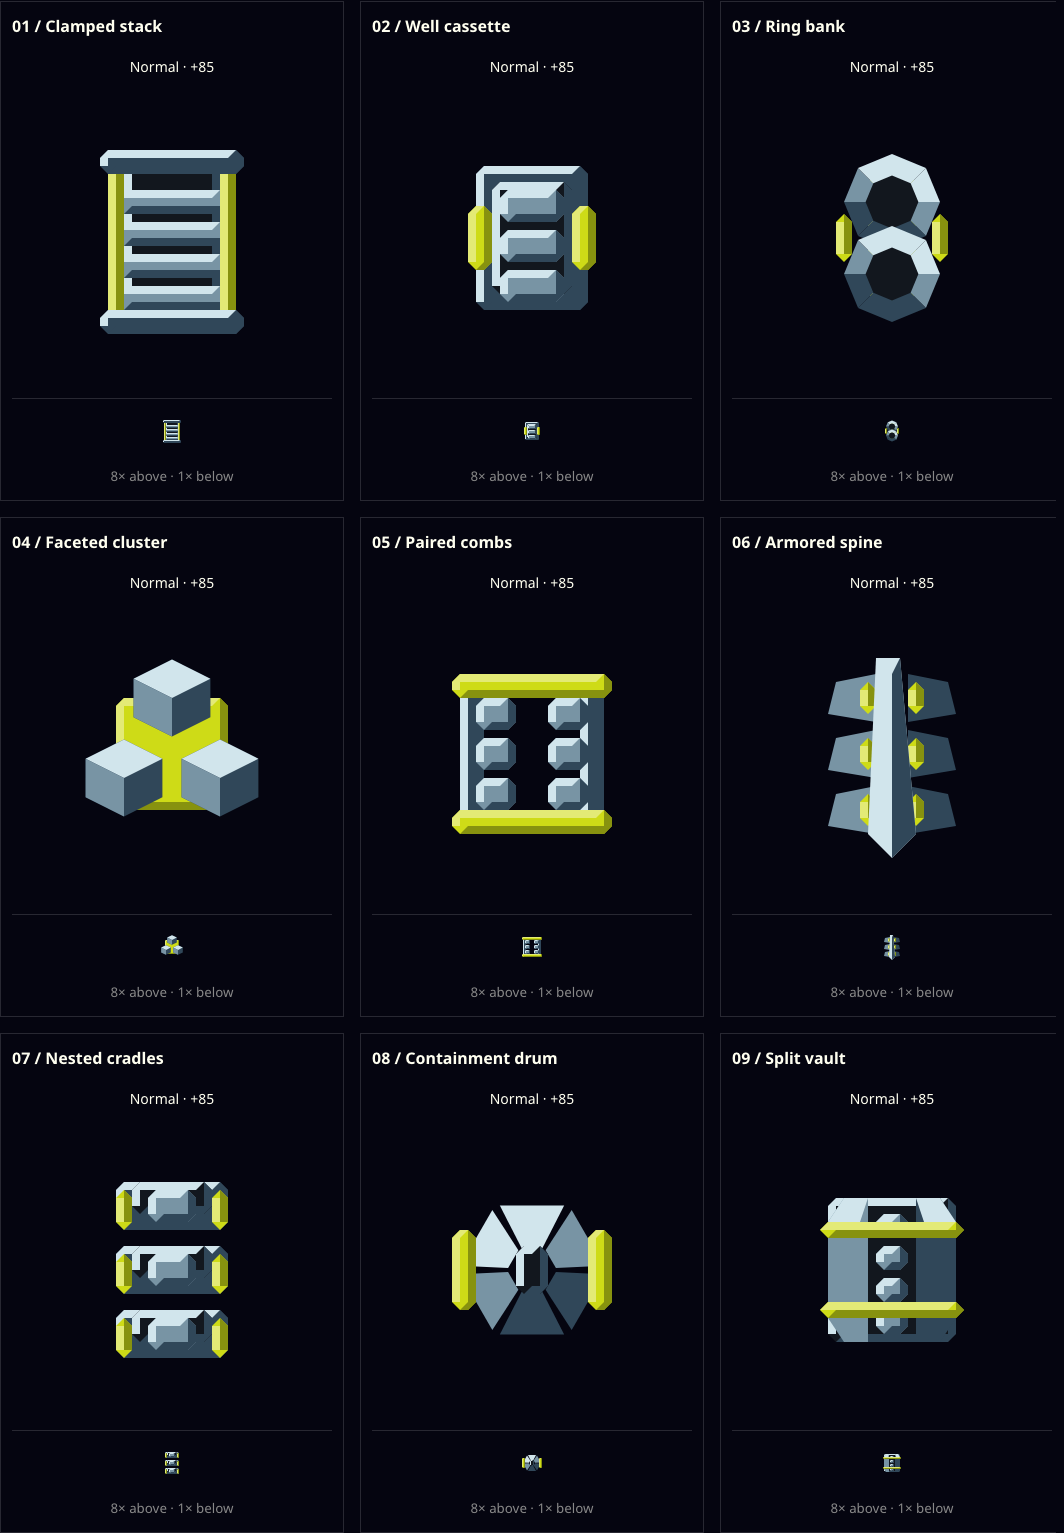 01 / Clamped stack
Normal · +85
8× above · 1× below
02 / Well cassette
Normal · +85
8× above · 1× below
03 / Ring bank
Normal · +85
8× above · 1× below
04 / Faceted cluster
Normal · +85
8× above · 1× below
05 / Paired combs
Normal · +85
8× above · 1× below
06 / Armored spine
Normal · +85
8× above · 1× below
07 / Nested cradles
Normal · +85
8× above · 1× below
08 / Containment drum
Normal · +85
8× above · 1× below
09 / Split vault
Normal · +85
8× above · 1× below